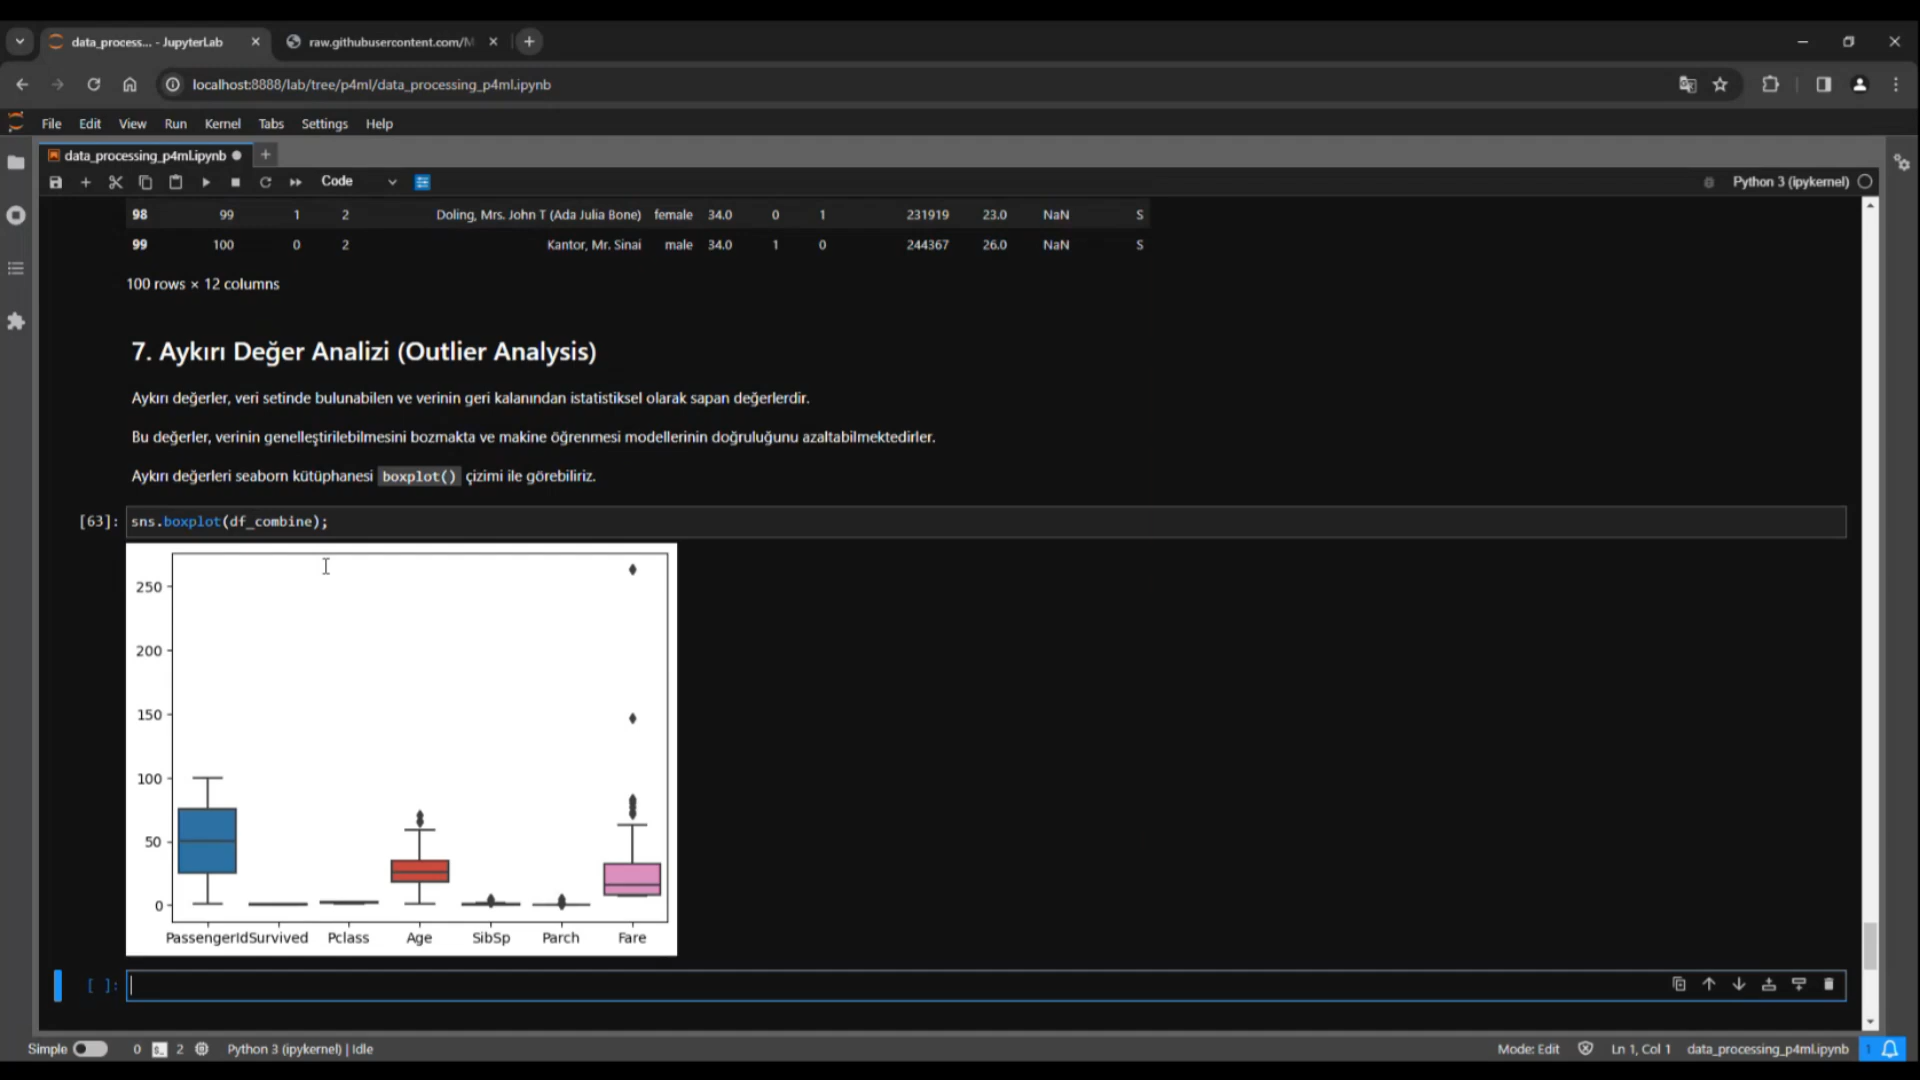 data_process... - JupyterLab
raw.githubusercontent.com/M
localhost:8888/lab/tree/p4ml/data_processing_p4ml.ipynb
File Edit View Run Kernel Tabs Settings Help
data_processing_p4ml.ipynb
Code
Python 3 (ipykernel)
98 99 1 2 Doling, Mrs. John T (Ada Julia Bone) female 34.0 0 1 231919 23.0 NaN S
99 100 0 2 Kantor, Mr. Sinai male 34.0 1 0 244367 26.0 NaN S
100 rows × 12 columns
7. Aykırı Değer Analizi (Outlier Analysis)
Aykırı değerler, veri setinde bulunabilen ve verinin geri kalanından istatistiksel olarak sapan değerlerdir.
Bu değerler, verinin genelleştirilebilmesini bozmakta ve makine öğrenmesi modellerinin doğruluğunu azaltabilmektedirler.
Aykırı değerleri seaborn kütüphanesi boxplot() çizimi ile görebiliriz.
[63]: sns.boxplot(df_combine);
250
200
150
100
50
0
PassengerId Survived Pclass Age SibSp Parch Fare
[ ]:
Simple 0 2 Python 3 (ipykernel) | Idle Mode: Edit Ln 1, Col 1 data_processing_p4ml.ipynb 1